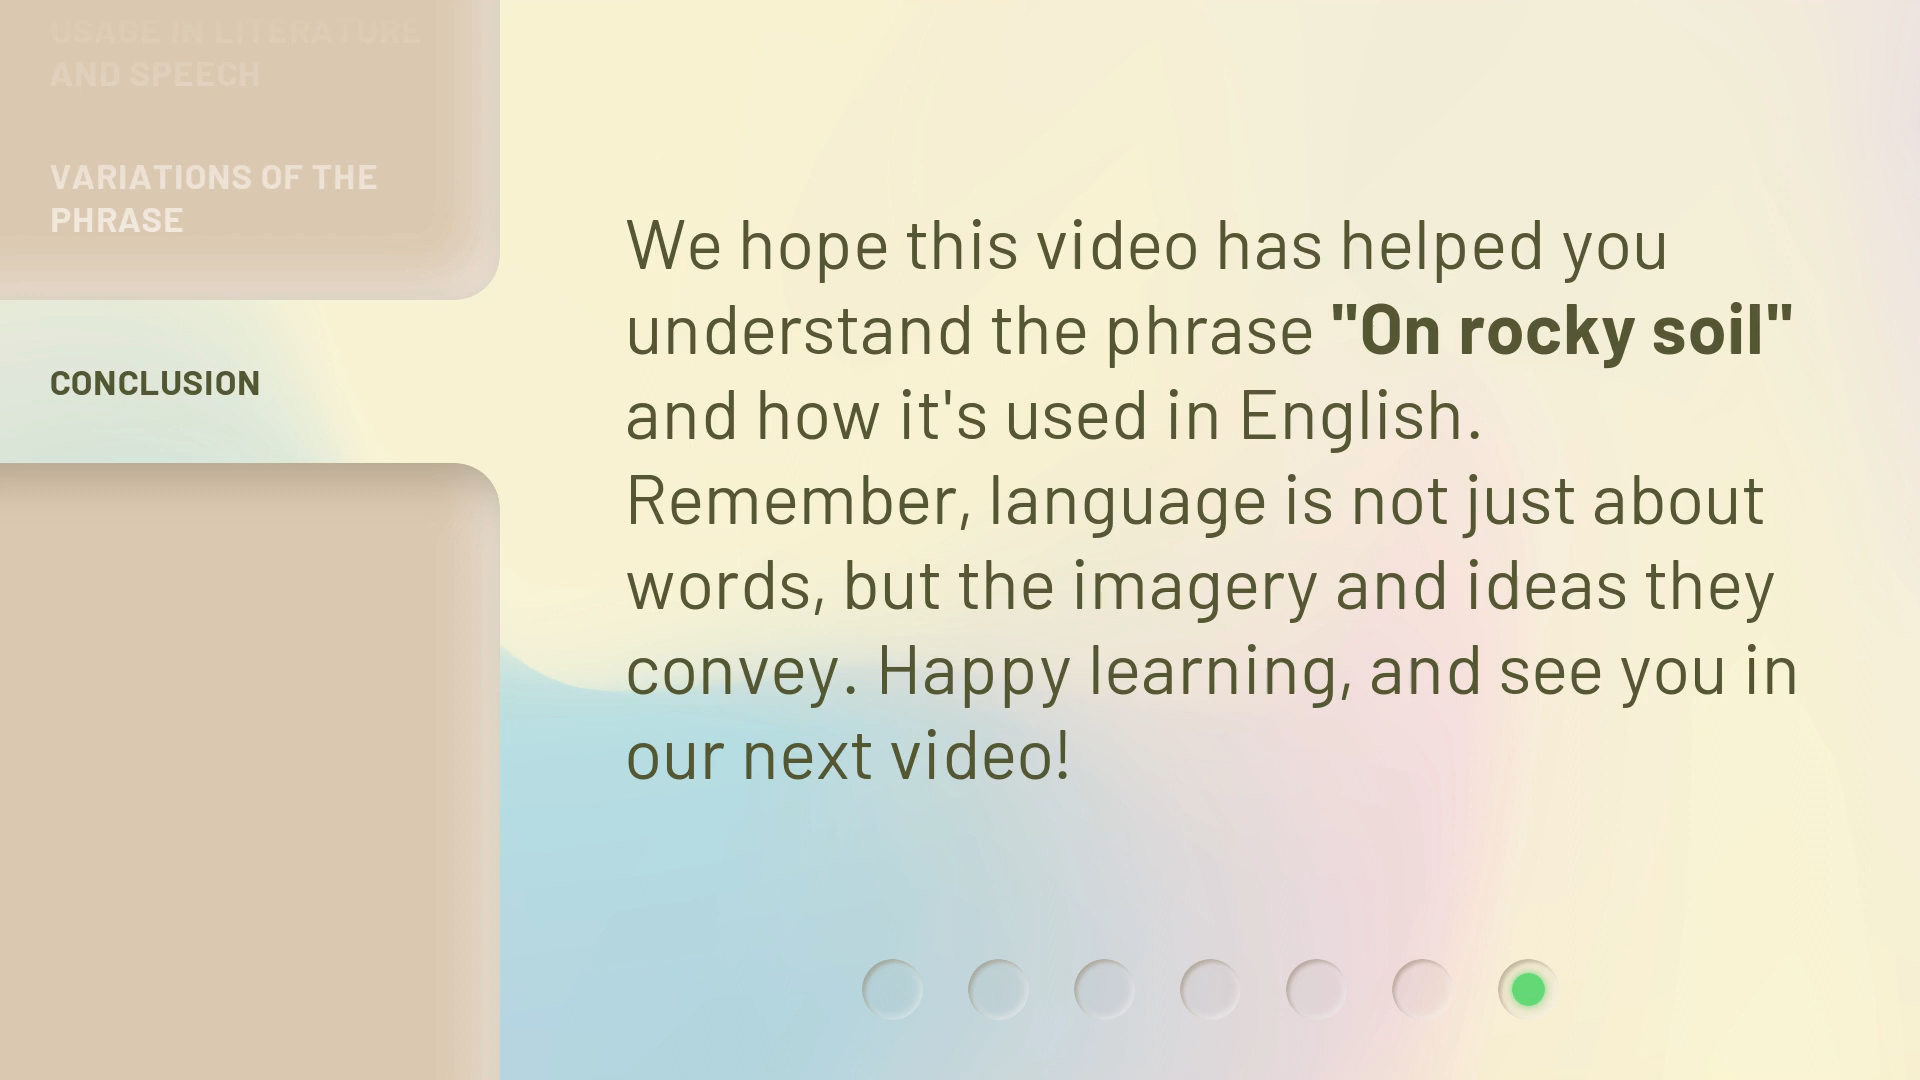 USAGE IN LITERATURE
AND SPEECH
VARIATIONS OF THE
PHRASE
CONCLUSION
We hope this video has helped you
understand the phrase "On rocky soil"
and how it's used in English.
Remember, language is not just about
words, but the imagery and ideas they
convey. Happy learning, and see you in
our next video!